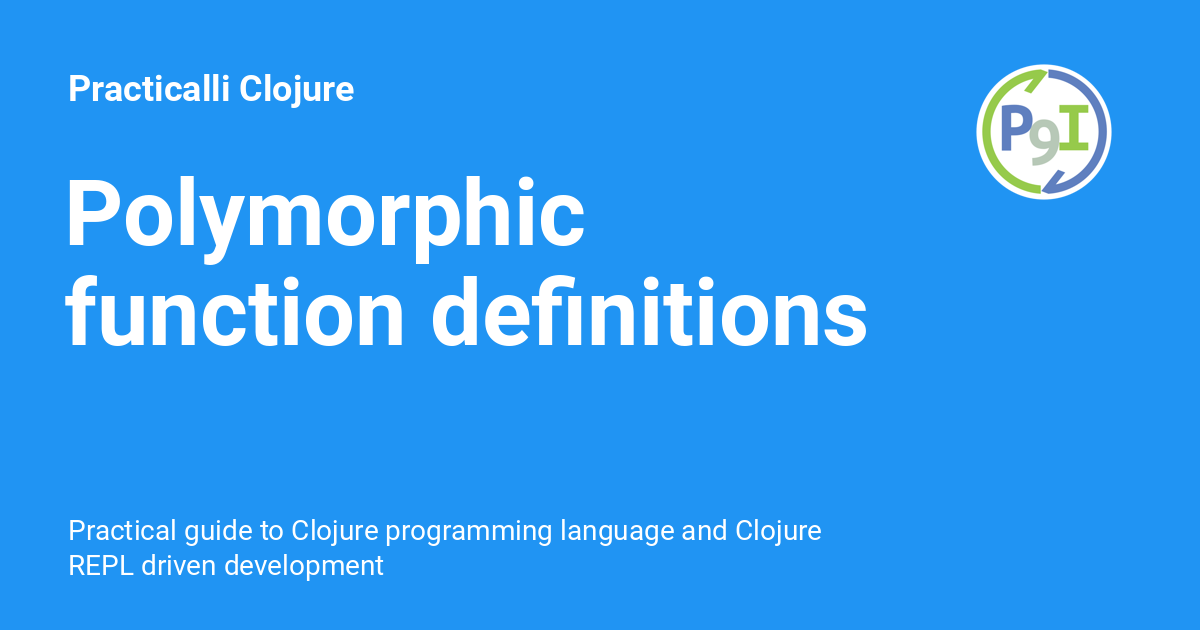 Practicalli Clojure
P9I
Polymorphic
function definitions
Practical guide to Clojure programming language and Clojure
REPL driven development